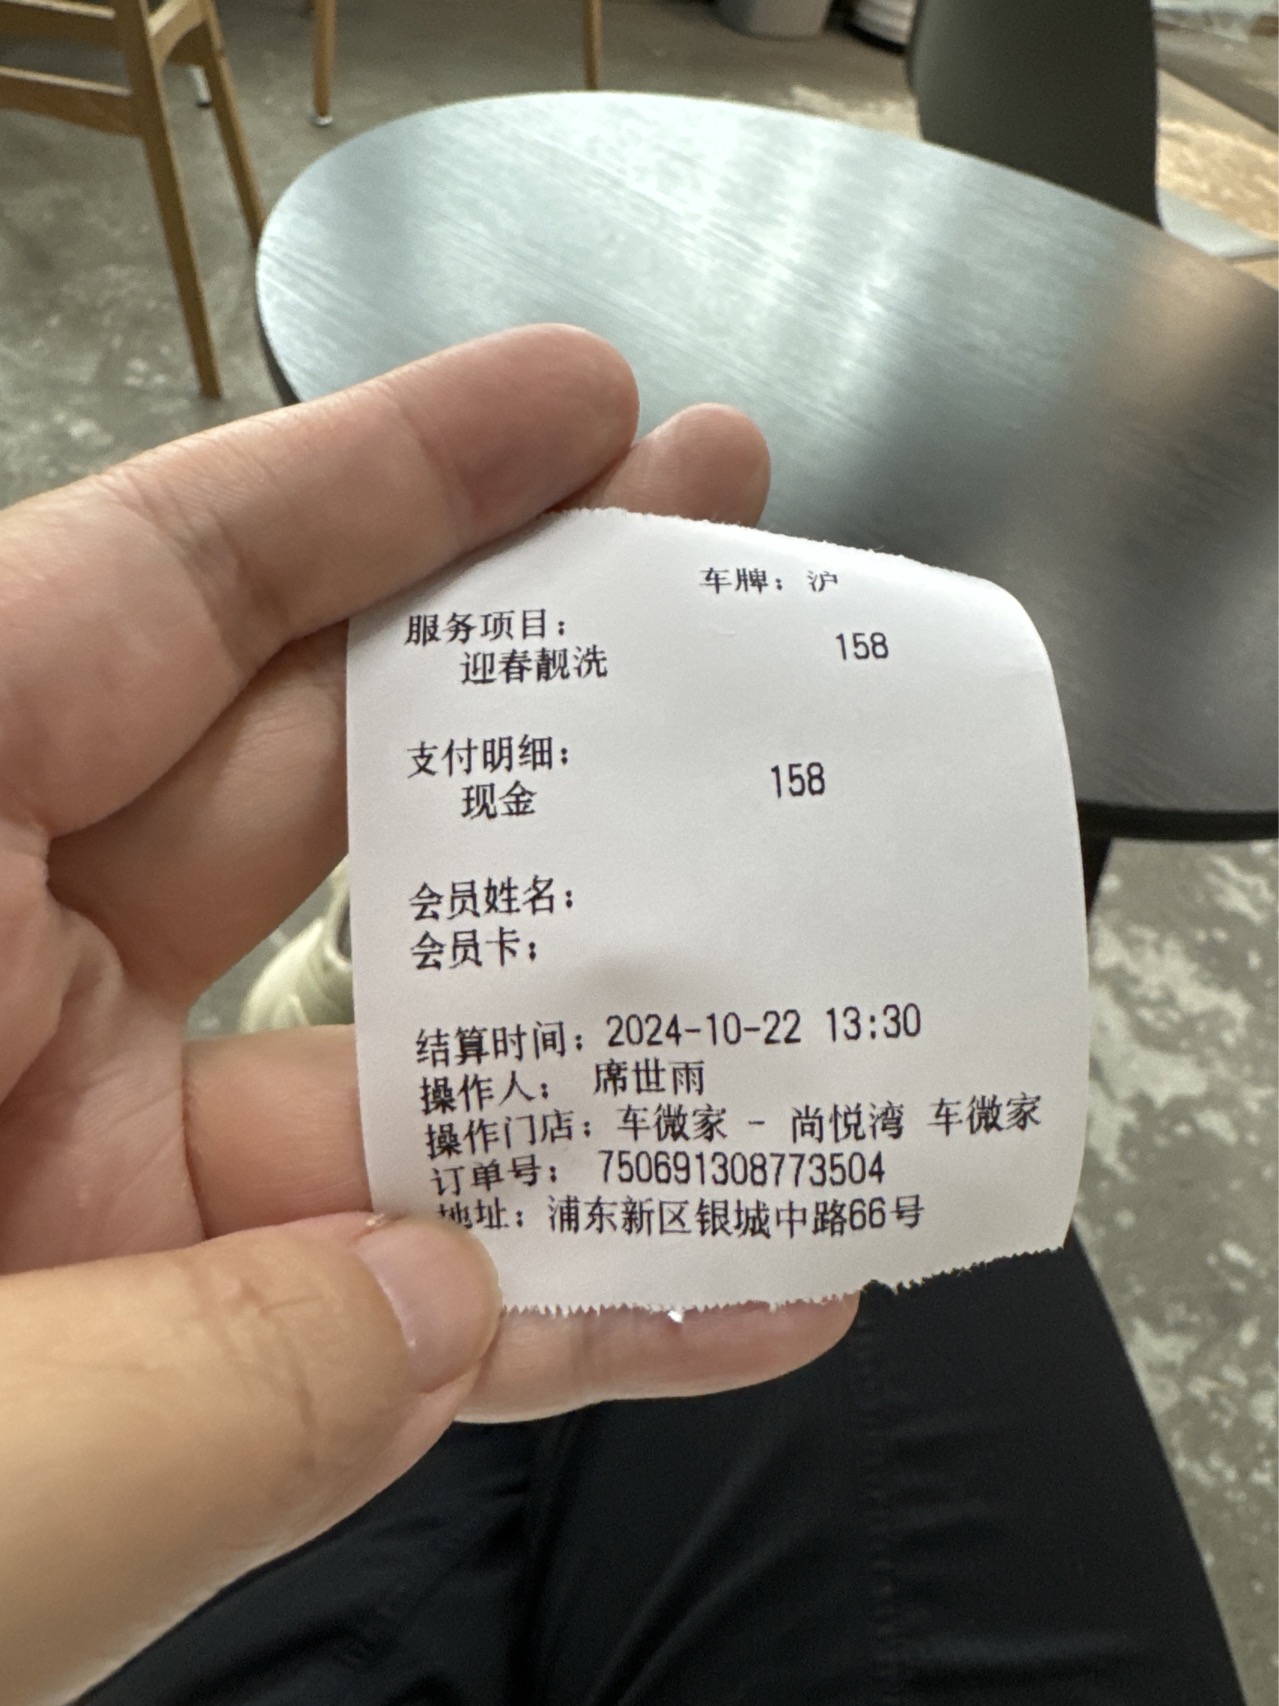 车牌：沪
服务项目：
迎春靓洗 158
支付明细：
现金 158
会员姓名：
会员卡：
结算时间：2024-10-22 13:30
操作人： 席世雨
操作门店：车微家 - 尚悦湾 车微家
订单号： 750691308773504
地址：浦东新区银城中路66号